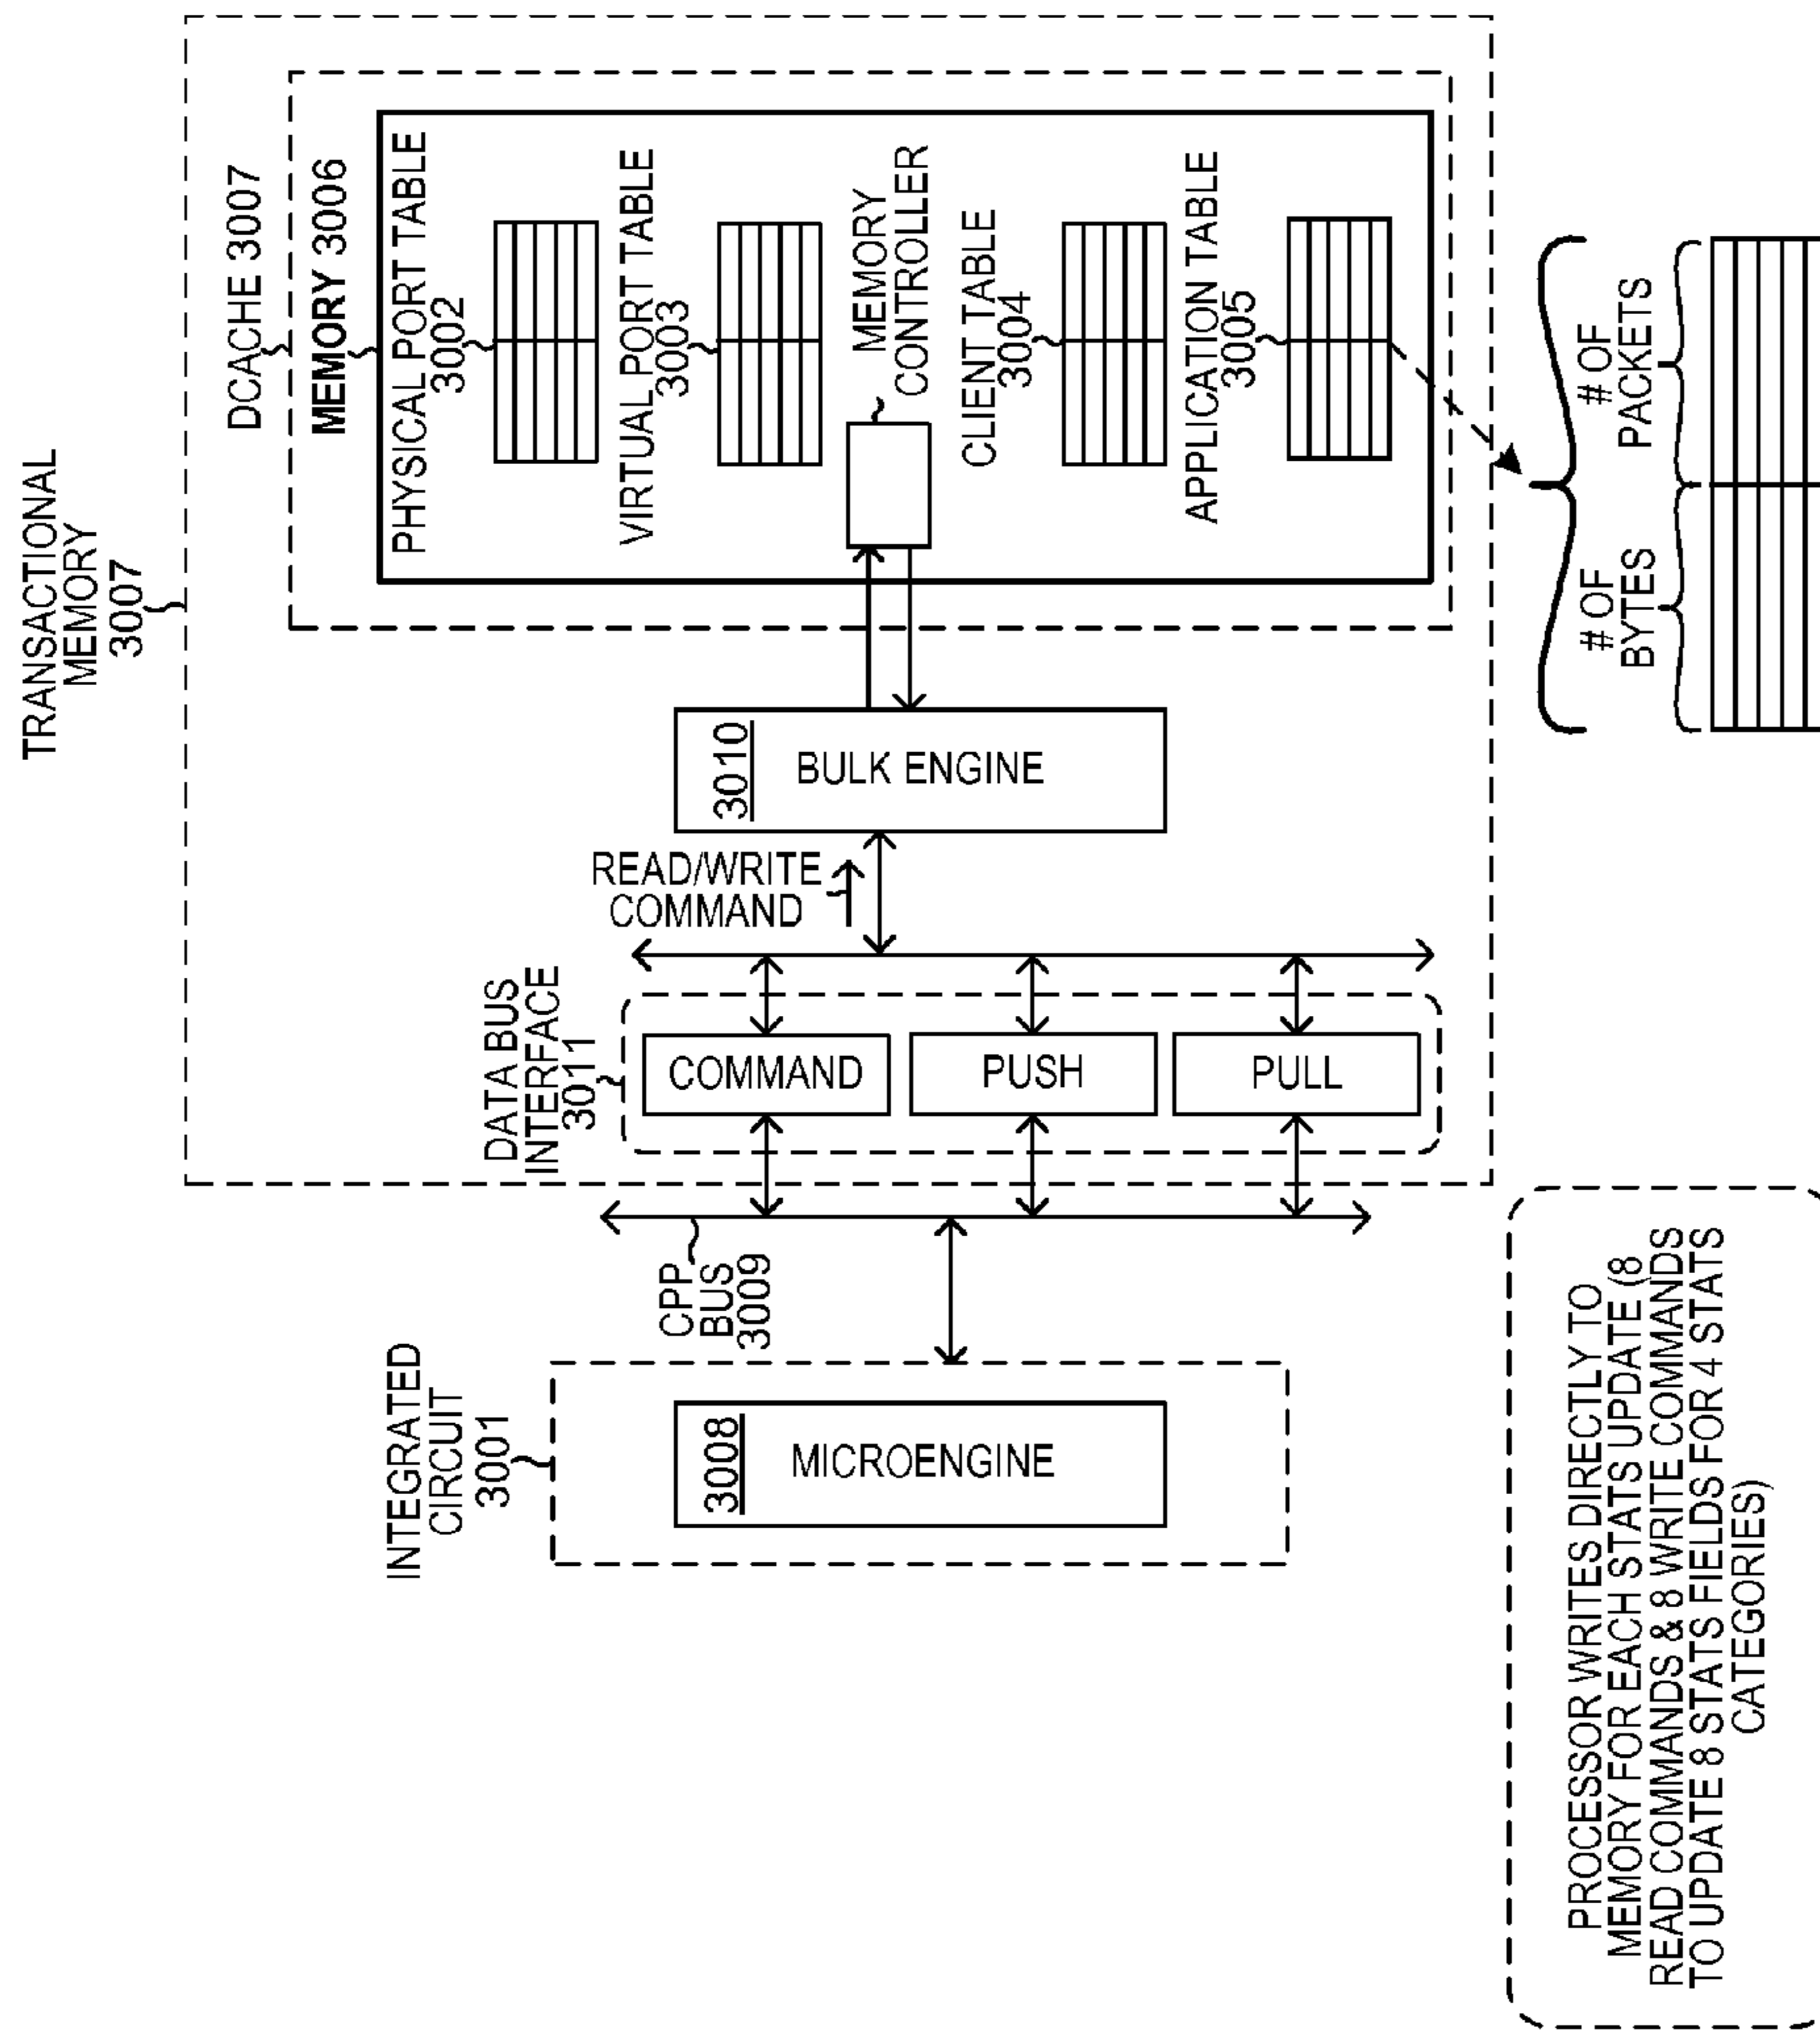 TRANSACTIONAL
MEMORY
3007
DCACHE 3007
MEMORY 3006
INTEGRATED
CIRCUIT
3001
3008
MICROENGINE
CPP
BUS
3009
DATA BUS
INTERFACE
3011
COMMAND
PUSH
PULL
READ/WRITE
COMMAND
3010
BULK ENGINE
PHYSICAL PORT TABLE
3002
VIRTUAL PORT TABLE
3003
MEMORY
CONTROLLER
CLIENT TABLE
3004
APPLICATION TABLE
3005
# OF
BYTES
# OF
PACKETS
PROCESSOR WRITES DIRECTLY TO
MEMORY FOR EACH STATS UPDATE (8
READ COMMANDS & 8 WRITE COMMANDS
TO UPDATE 8 STATS FIELDS FOR 4 STATS
CATEGORIES)